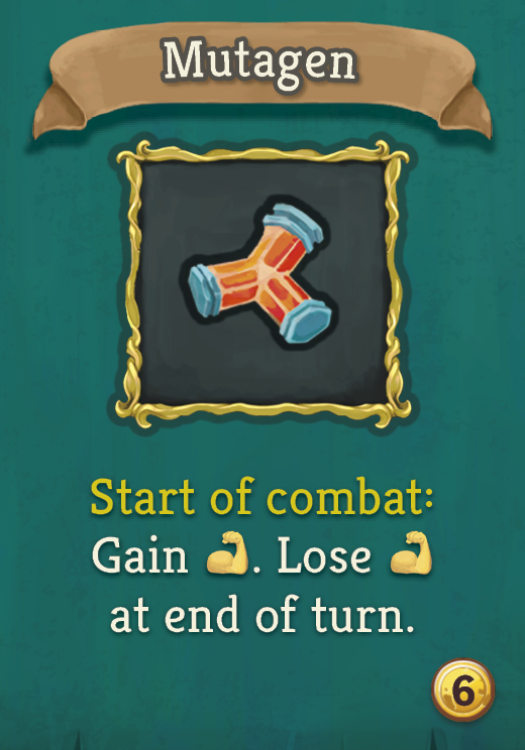 Mutagen
Start of combat:
Gain 💪. Lose 💪
at end of turn.
6